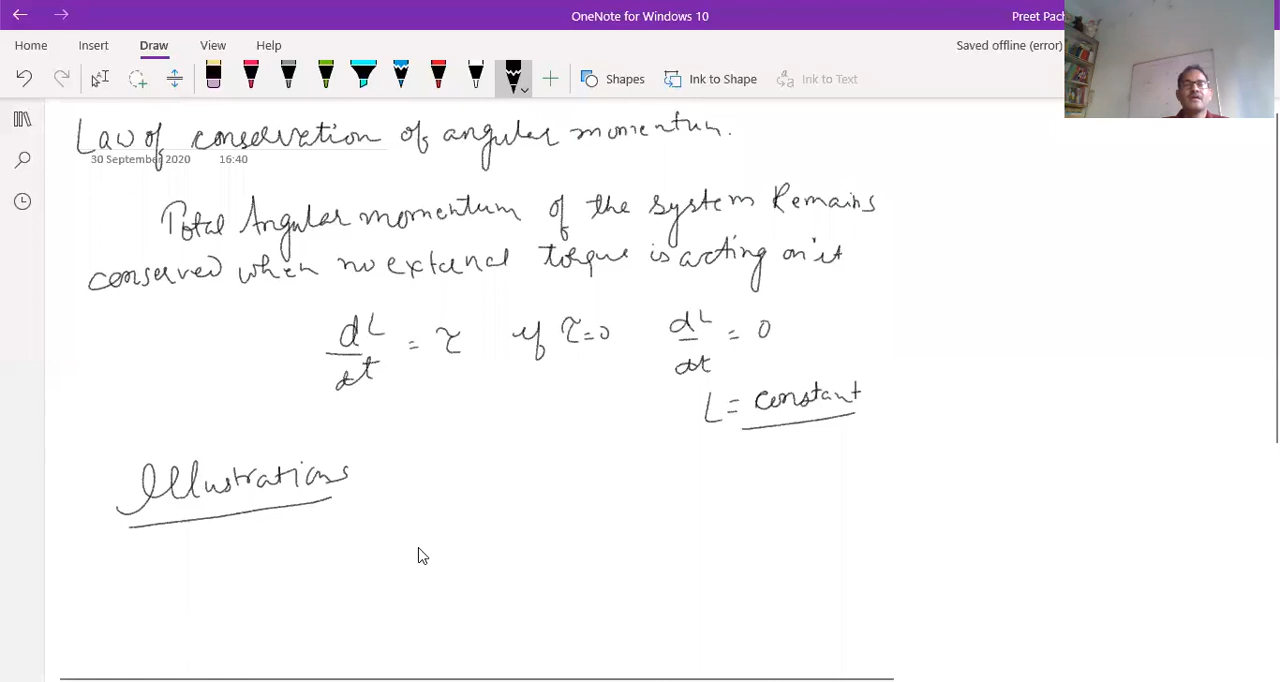 OneNote for Windows 10
Preet Pach
Home Insert Draw View Help
Saved offline (error)
Shapes Ink to Shape Ink to Text
Law of conservation of angular momentum.
30 September 2020 16:40
Total Angular momentum of the system Remains
conserved when no external torque is acting on it
dL/dt = τ if τ=0 dL/dt = 0
L = constant
Illustrations